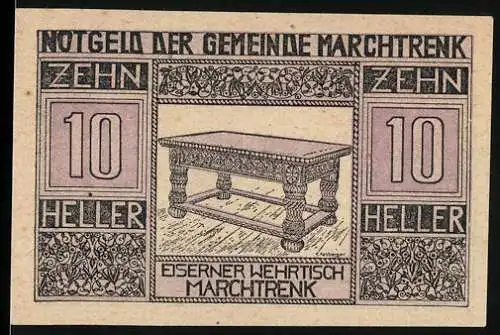 NOTGELD DER GEMEINDE MARCHTRENK
ZEHN ZEHN
10 10
HELLER HELLER
EISERNER WEHRTISCH
MARCHTRENK